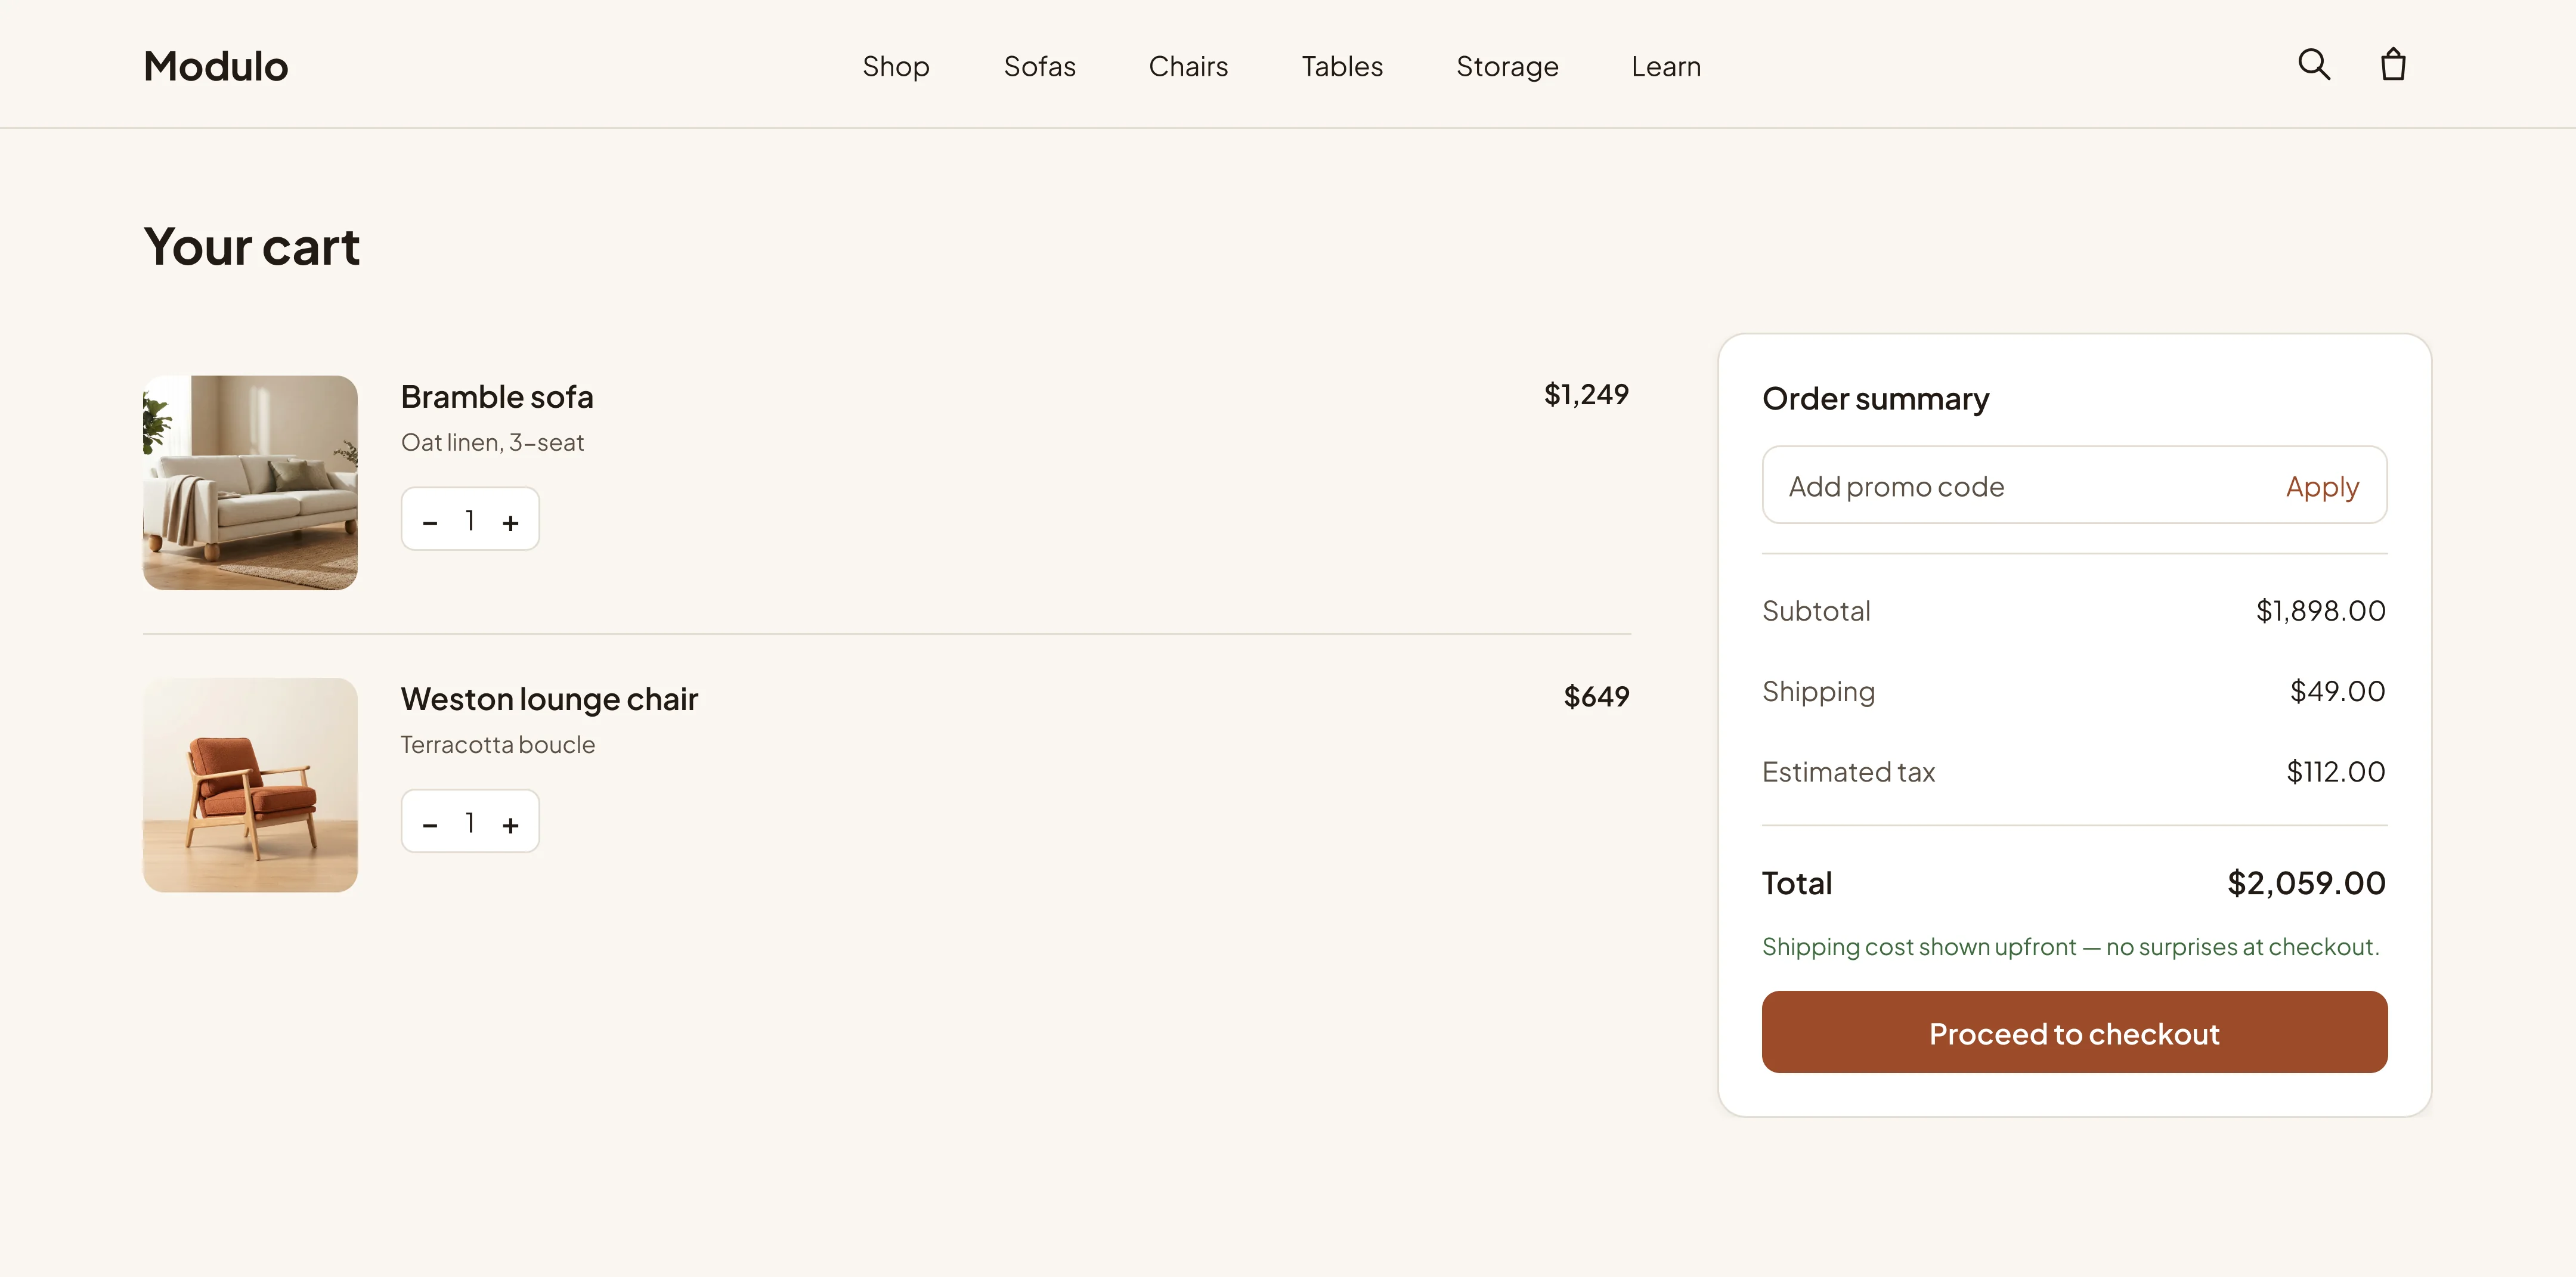 Modulo
Shop Sofas Chairs Tables Storage Learn
Your cart
Bramble sofa
$1,249
Oat linen, 3–seat
– 1 +
Weston lounge chair
$649
Terracotta boucle
– 1 +
Order summary
Add promo code Apply
Subtotal $1,898.00
Shipping $49.00
Estimated tax $112.00
Total $2,059.00
Shipping cost shown upfront — no surprises at checkout.
Proceed to checkout